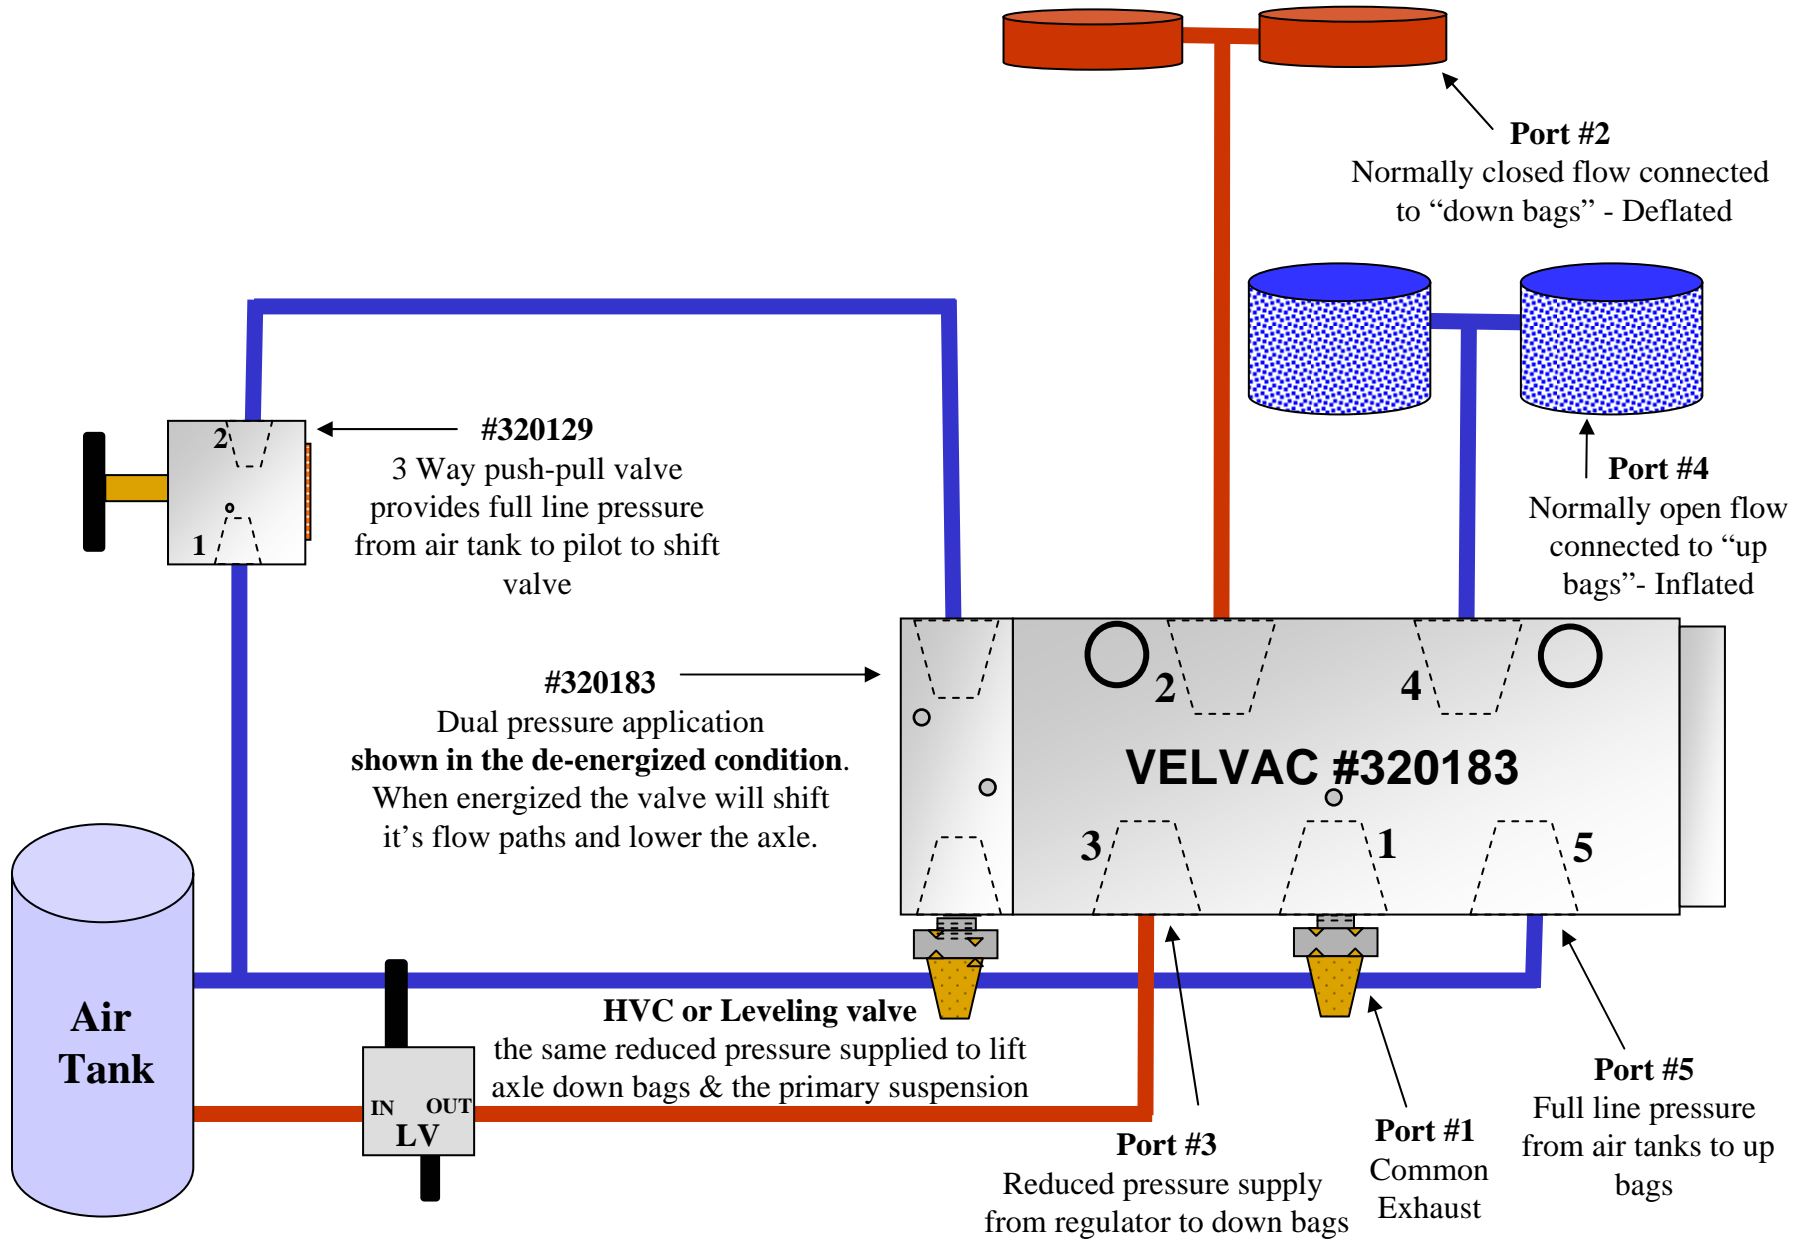 Port #2
Normally closed flow connected
to “down bags” - Deflated
#320129
3 Way push-pull valve
provides full line pressure
from air tank to pilot to shift
valve
2
1
Port #4
Normally open flow
connected to “up
bags”- Inflated
#320183
Dual pressure application
shown in the de-energized condition.
When energized the valve will shift
it’s flow paths and lower the axle.
2
4
VELVAC #320183
3
1
5
Air
Tank
HVC or Leveling valve
the same reduced pressure supplied to lift
axle down bags & the primary suspension
IN OUT
LV
Port #3
Reduced pressure supply
from regulator to down bags
Port #1
Common
Exhaust
Port #5
Full line pressure
from air tanks to up
bags